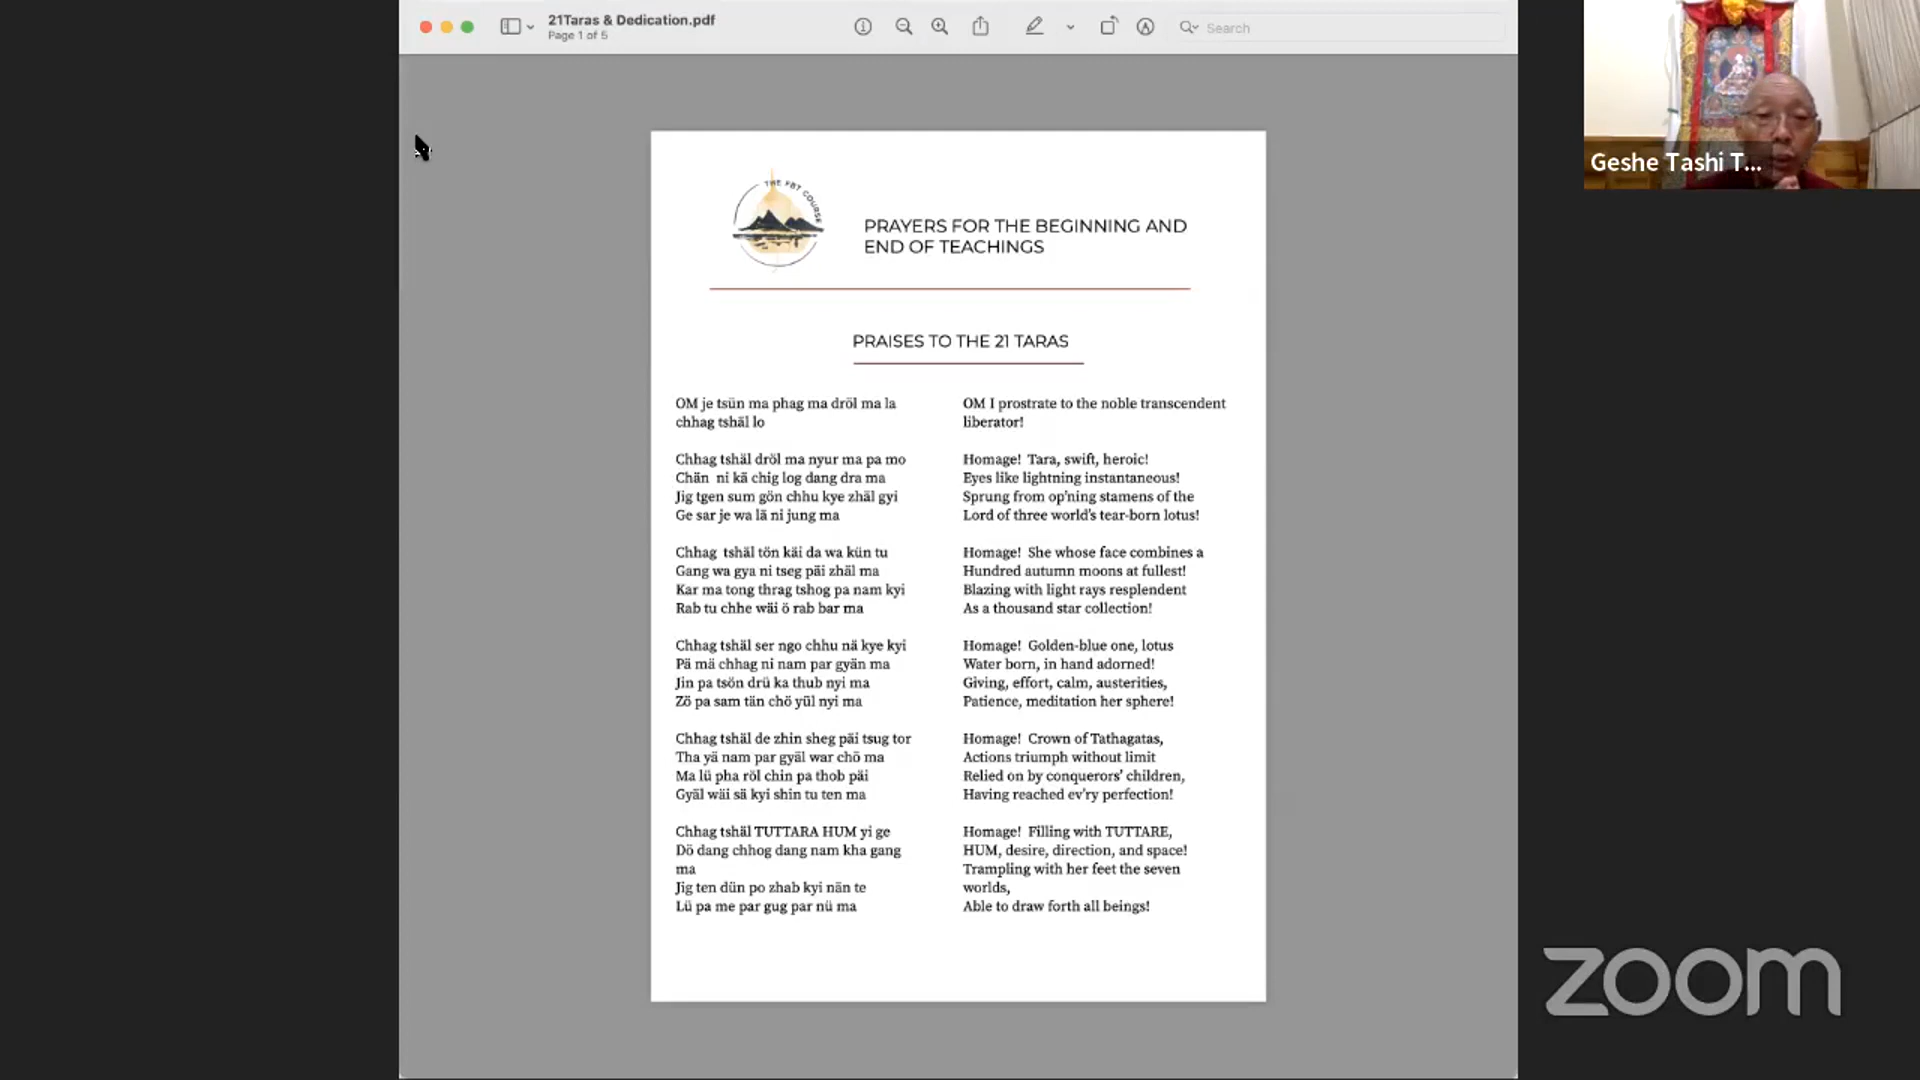 21Taras & Dedication.pdf
Page 1 of 5
Search
Geshe Tashi T...
THE FBT COURSE
PRAYERS FOR THE BEGINNING AND
END OF TEACHINGS
PRAISES TO THE 21 TARAS
OM je tsün ma phag ma dröl ma la
chhag tshäl lo
Chhag tshäl dröl ma nyur ma pa mo
Chän  ni kä chig log dang dra ma
Jig tgen sum gön chhu kye zhäl gyi
Ge sar je wa lä ni jung ma
Chhag  tshäl tön käi da wa kün tu
Gang wa gya ni tseg päi zhäl ma
Kar ma tong thrag tshog pa nam kyi
Rab tu chhe wäi ö rab bar ma
Chhag tshäl ser ngo chhu nä kye kyi
Pä mä chhag ni nam par gyän ma
Jin pa tsön drü ka thub nyi ma
Zö pa sam tän chö yül nyi ma
Chhag tshäl de zhin sheg päi tsug tor
Tha yä nam par gyäl war chö ma
Ma lü pha röl chin pa thob päi
Gyäl wäi sä kyi shin tu ten ma
Chhag tshäl TUTTARA HUM yi ge
Dö dang chhog dang nam kha gang
ma
Jig ten dün po zhab kyi nän te
Lü pa me par gug par nü ma
OM I prostrate to the noble transcendent
liberator!
Homage!  Tara, swift, heroic!
Eyes like lightning instantaneous!
Sprung from op'ning stamens of the
Lord of three world's tear-born lotus!
Homage!  She whose face combines a
Hundred autumn moons at fullest!
Blazing with light rays resplendent
As a thousand star collection!
Homage!  Golden-blue one, lotus
Water born, in hand adorned!
Giving, effort, calm, austerities,
Patience, meditation her sphere!
Homage!  Crown of Tathagatas,
Actions triumph without limit
Relied on by conquerors' children,
Having reached ev'ry perfection!
Homage!  Filling with TUTTARE,
HUM, desire, direction, and space!
Trampling with her feet the seven
worlds,
Able to draw forth all beings!
zoom